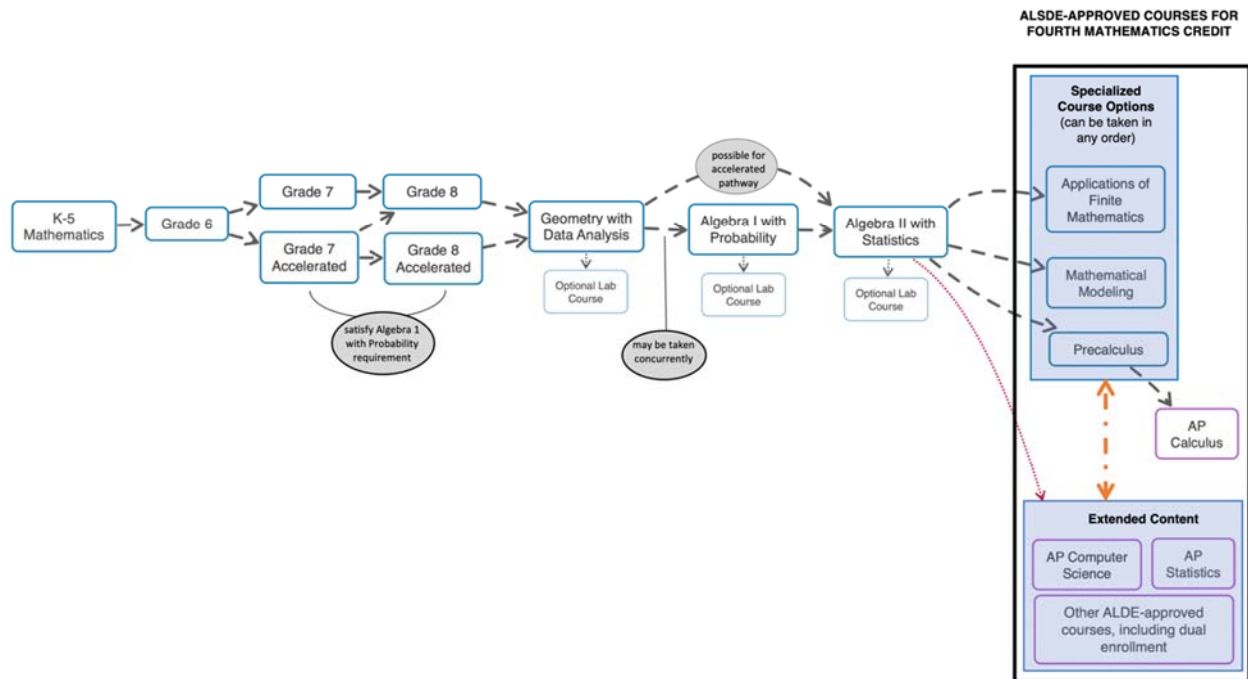 ALSDE-APPROVED COURSES FOR
FOURTH MATHEMATICS CREDIT
K-5
Mathematics
Grade 6
Grade 7
Grade 8
Grade 7
Accelerated
Grade 8
Accelerated
satisfy Algebra 1
with Probability
requirement
Geometry with
Data Analysis
Optional Lab
Course
may be taken
concurrently
possible for
accelerated
pathway
Algebra I with
Probability
Optional Lab
Course
Algebra II with
Statistics
Optional Lab
Course
Specialized
Course Options
(can be taken in
any order)
Applications of
Finite
Mathematics
Mathematical
Modeling
Precalculus
AP
Calculus
Extended Content
AP Computer
Science
AP
Statistics
Other ALDE-approved
courses, including dual
enrollment